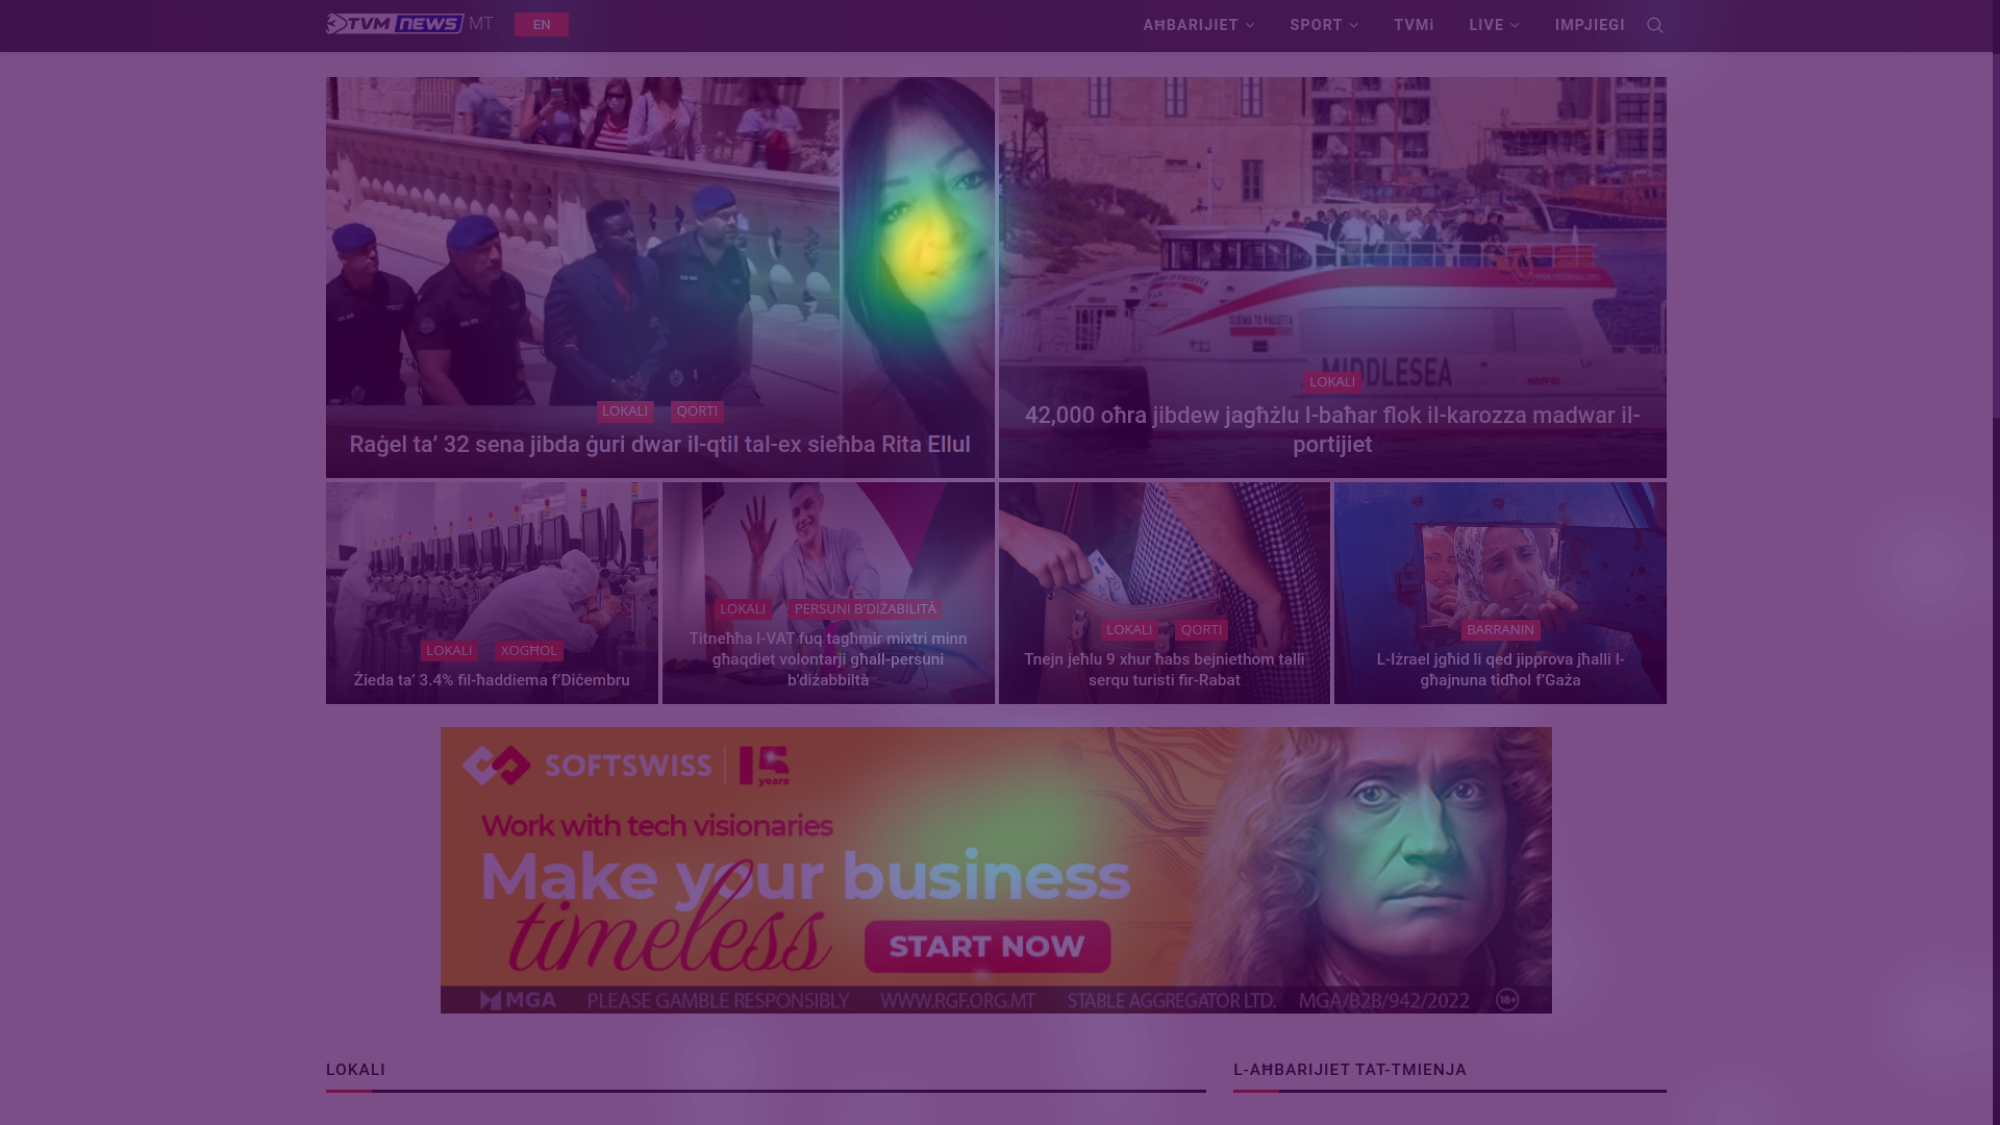 TVM NEWS MT
EN
AĦBARIJIET
SPORT
TVMi
LIVE
IMPJIEGI
LOKALI
QORTI
Raġel ta’ 32 sena jibda ġuri dwar il-qtil tal-ex sieħba Rita Ellul
MIDDLESEA
LOKALI
42,000 oħra jibdew jagħżlu l-baħar flok il-karozza madwar il-
portijiet
LOKALI
XOGĦOL
Żieda ta’ 3.4% fil-ħaddiema f’Diċembru
LOKALI
PERSUNI B'DIŻABILITÀ
Titneħħa l-VAT fuq tagħmir mixtri minn
għaqdiet volontarji għall-persuni
b’diżabbiltà
LOKALI
QORTI
Tnejn jeħlu 9 xhur ħabs bejniethom talli
serqu turisti fir-Rabat
BARRANIN
L-Iżrael jgħid li qed jipprova jħalli l-
għajnuna tidħol f’Gaża
SOFTSWISS
15 years
Work with tech visionaries
Make your business
timeless
START NOW
MGA PLEASE GAMBLE RESPONSIBLY WWW.RGF.ORG.MT STABLE AGGREGATOR LTD. MGA/B2B/942/2022 18+
LOKALI
L-AĦBARIJIET TAT-TMIENJA